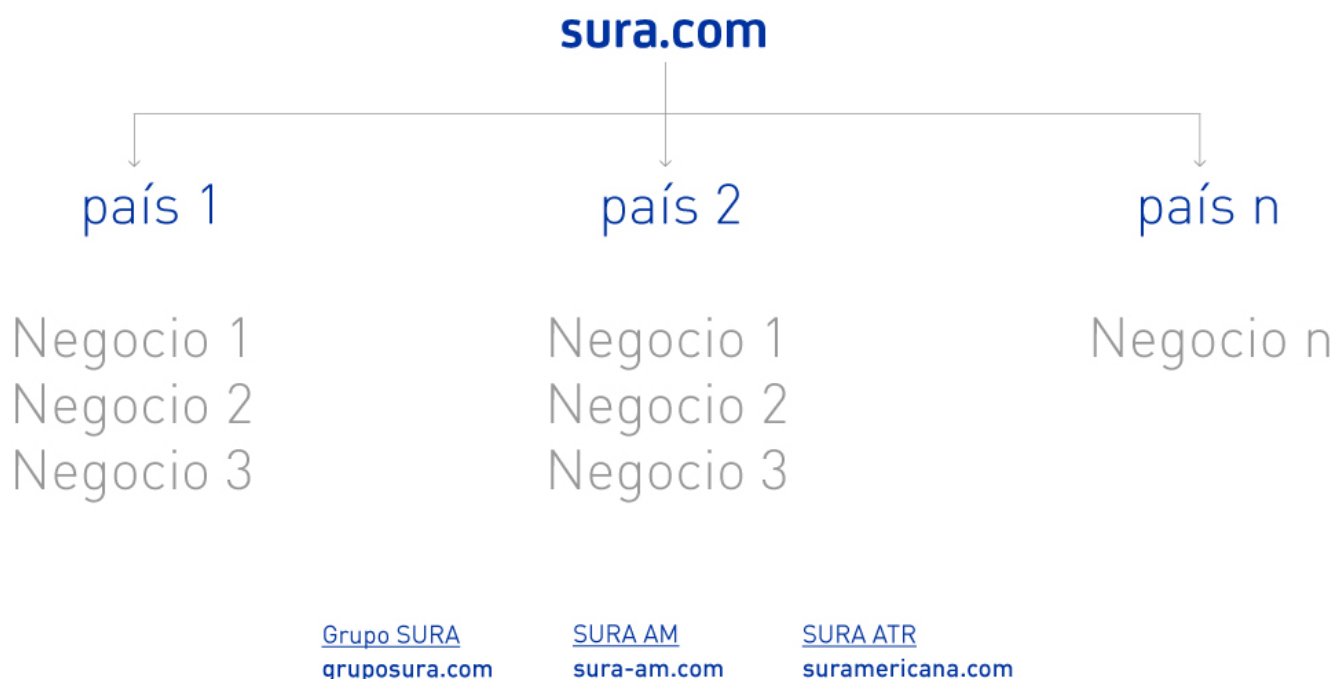 sura.com
país 1
país 2
país n
Negocio 1
Negocio 2
Negocio 3
Negocio 1
Negocio 2
Negocio 3
Negocio n
Grupo SURA
gruposura.com
SURA AM
sura-am.com
SURA ATR
suramericana.com